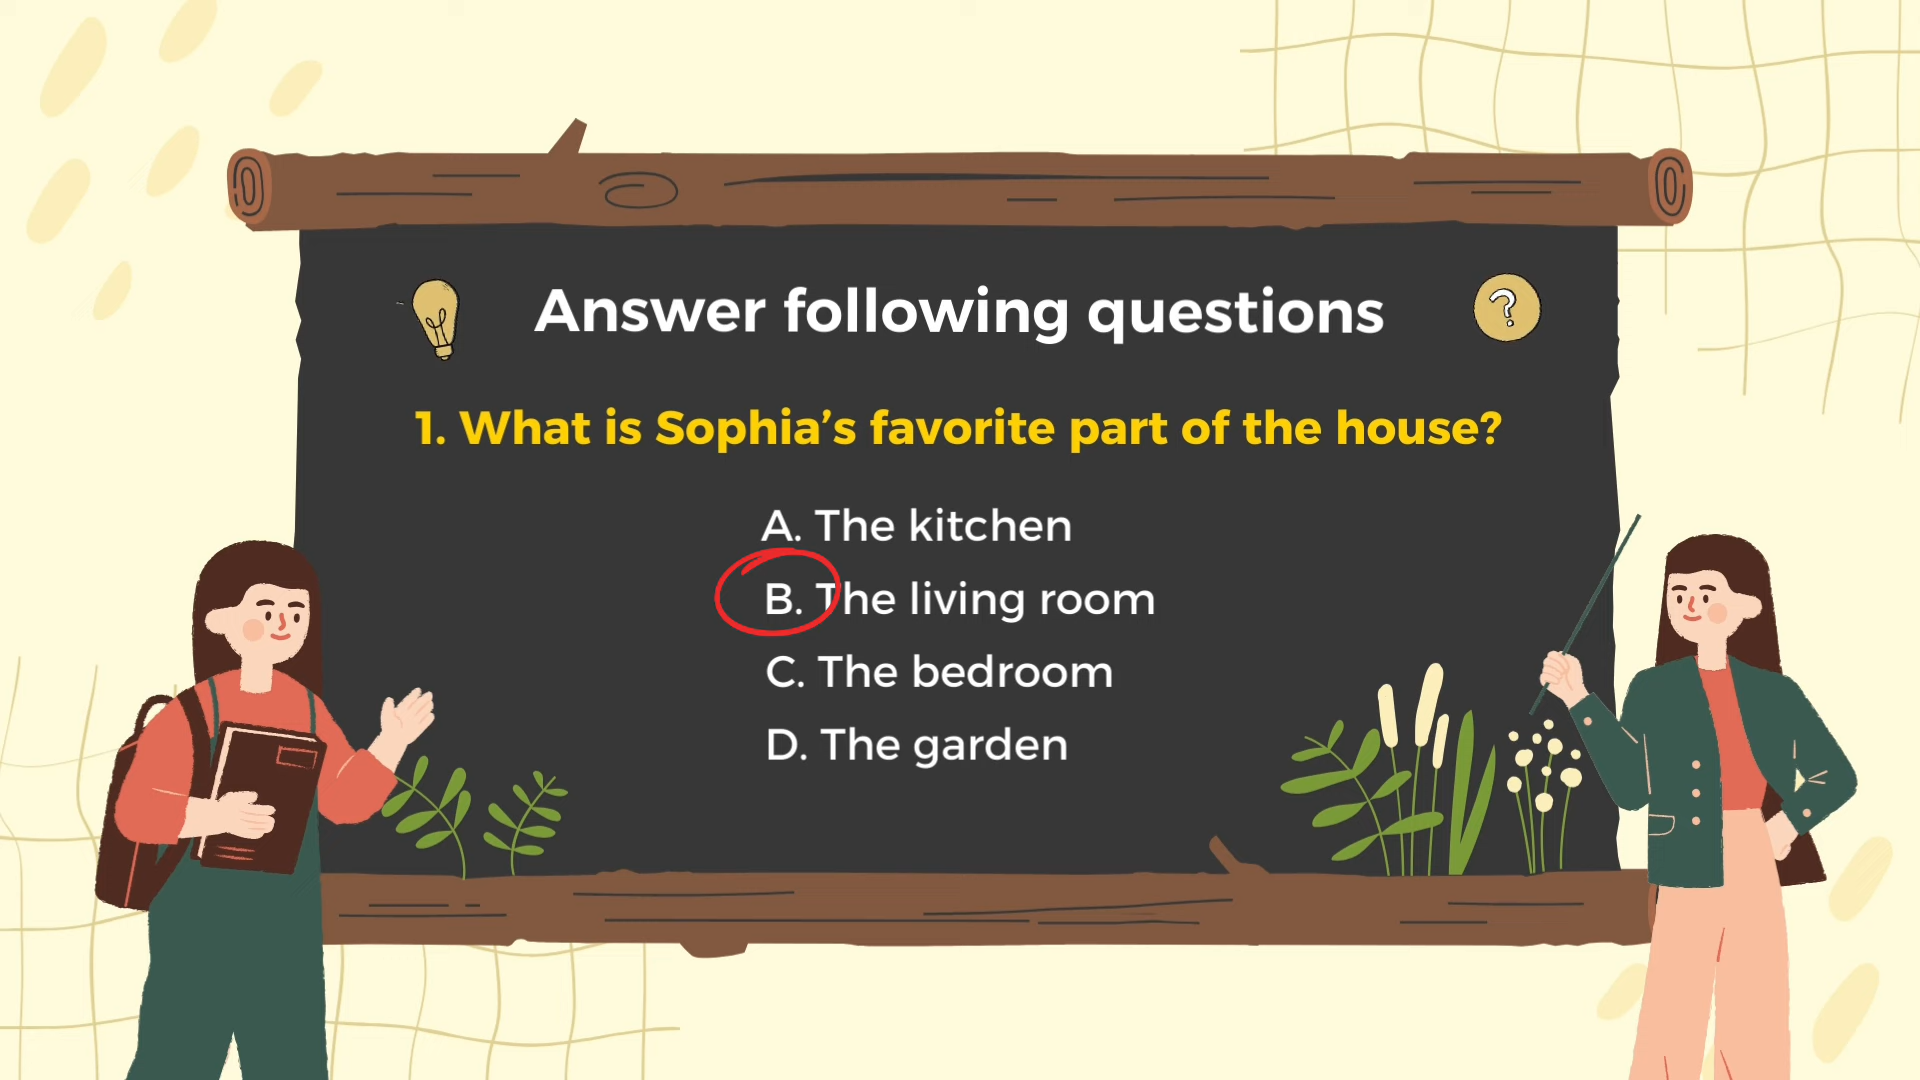 Answer following questions
?
1. What is Sophia’s favorite part of the house?
A. The kitchen
B. The living room
C. The bedroom
D. The garden